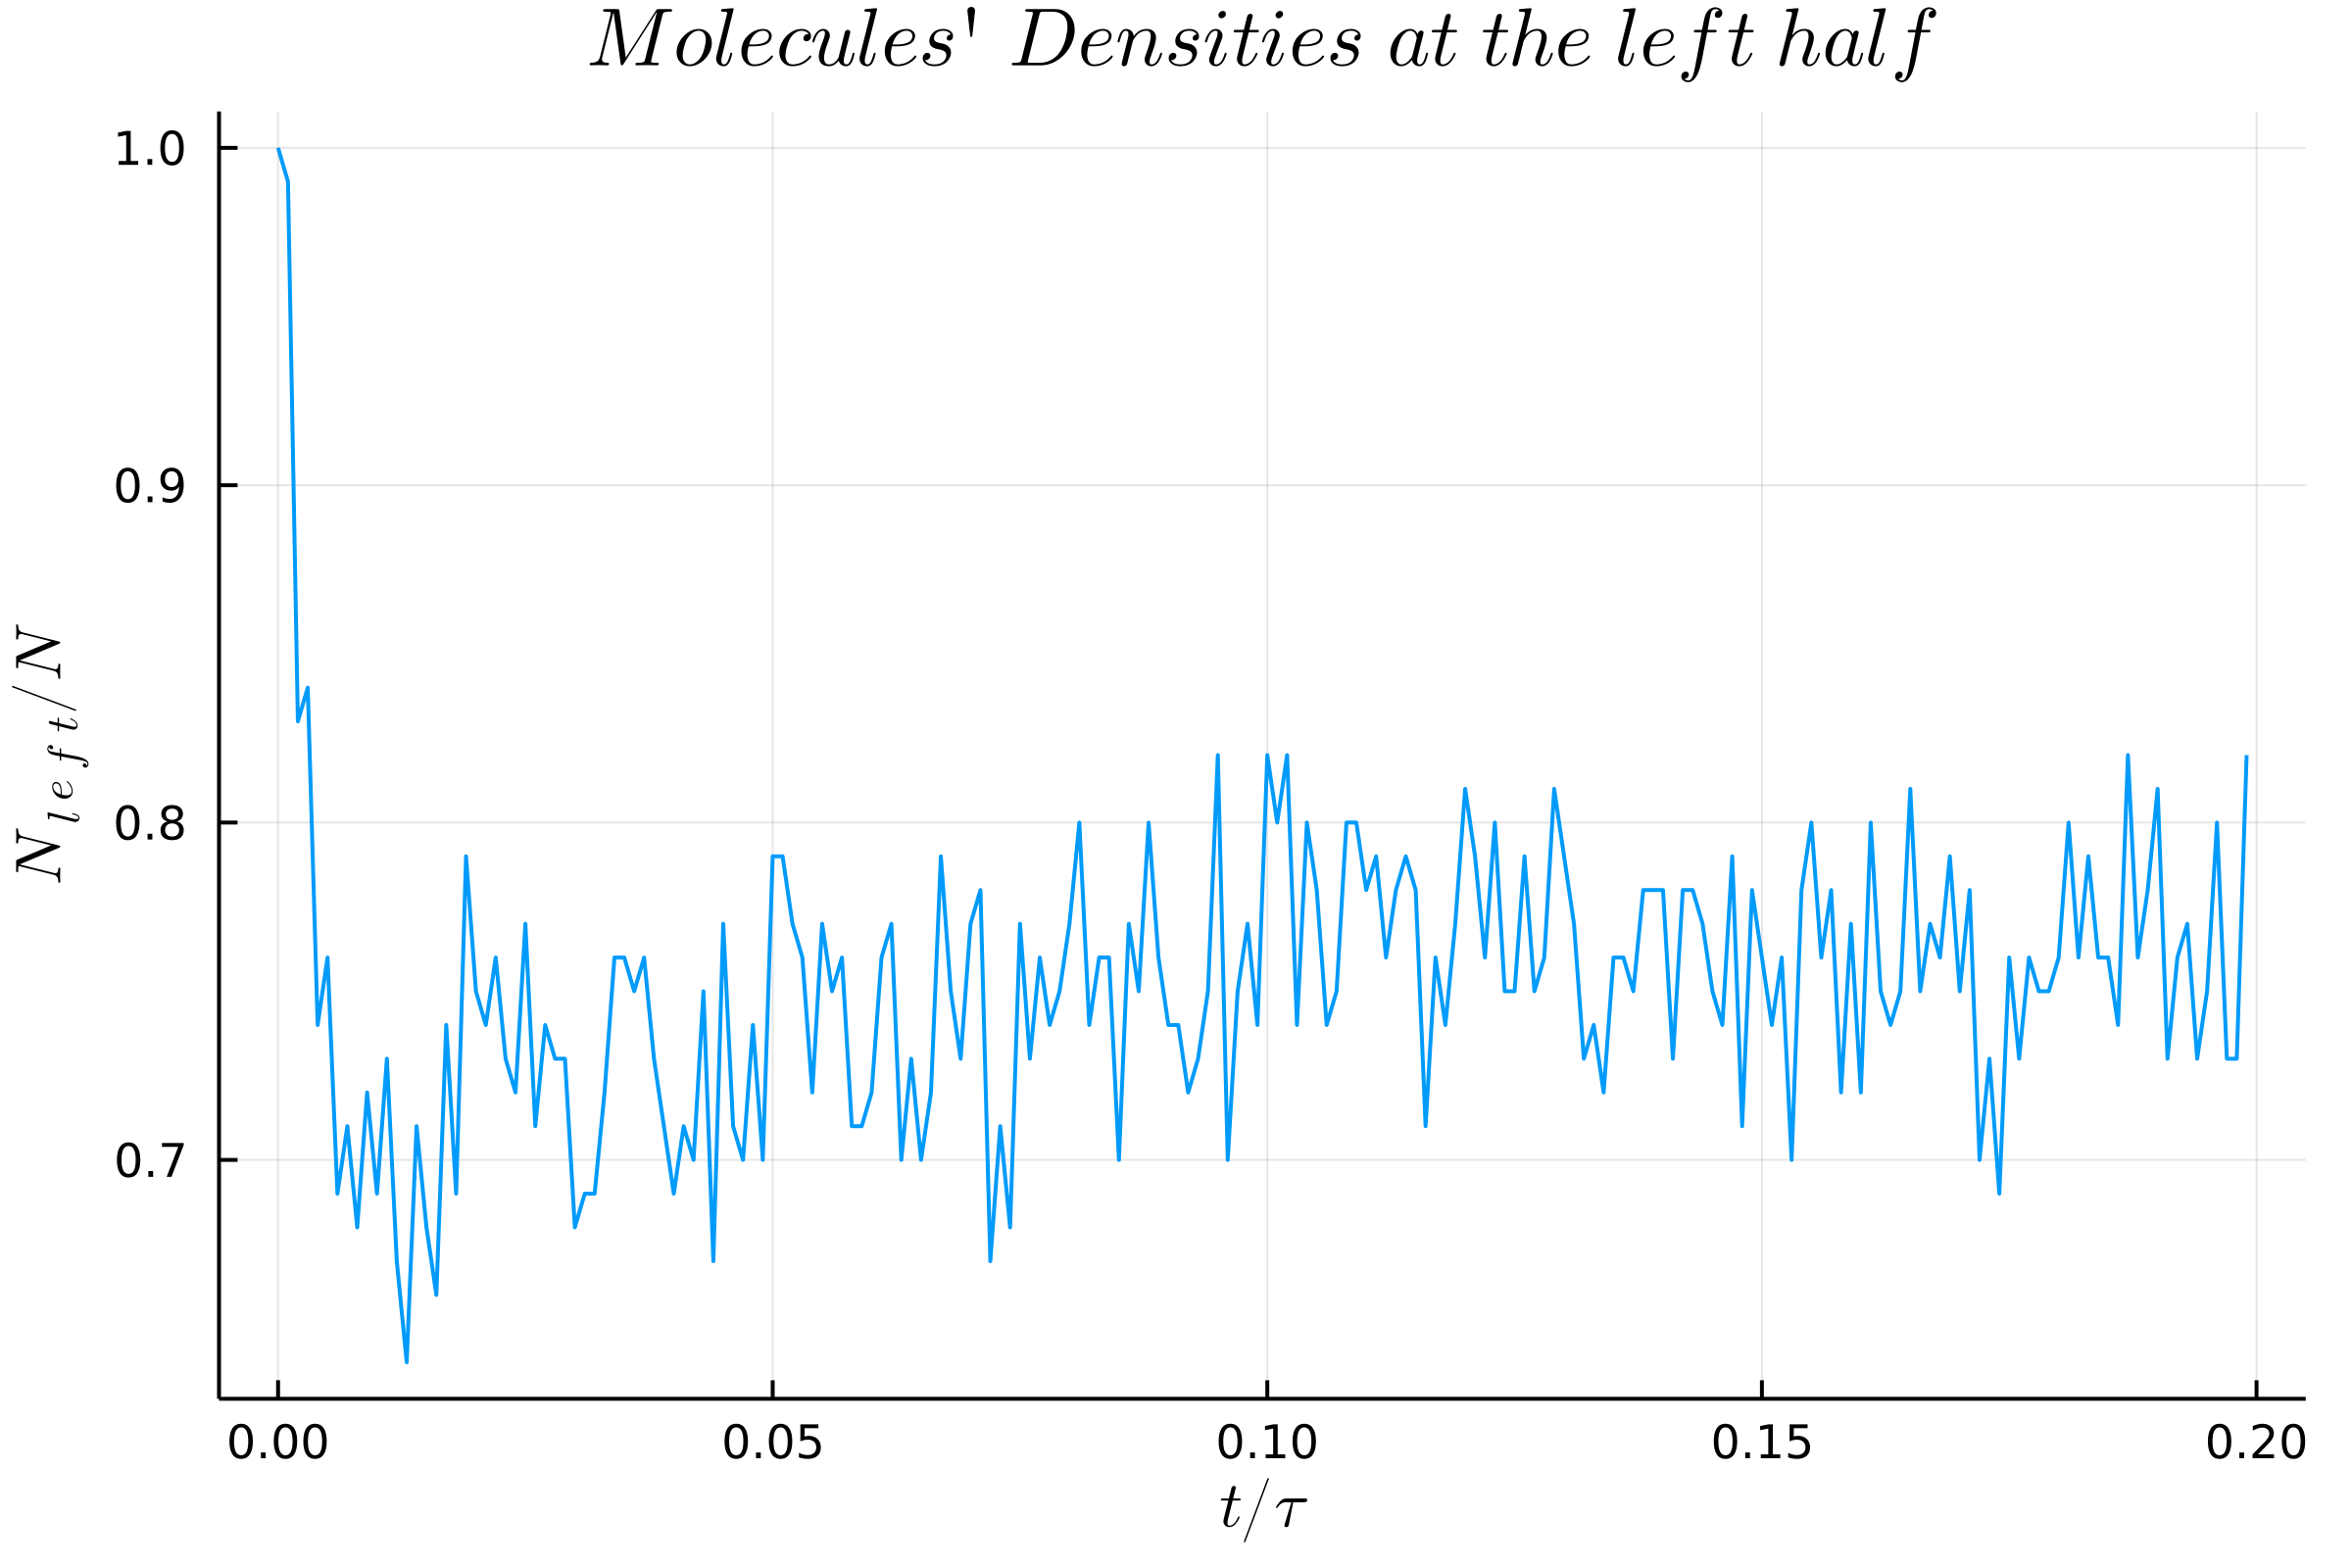 Molecules' Densities at the left half
1.0
0.9
0.8
0.7
N_left/N
0.00 0.05 0.10 0.15 0.20
t/τ